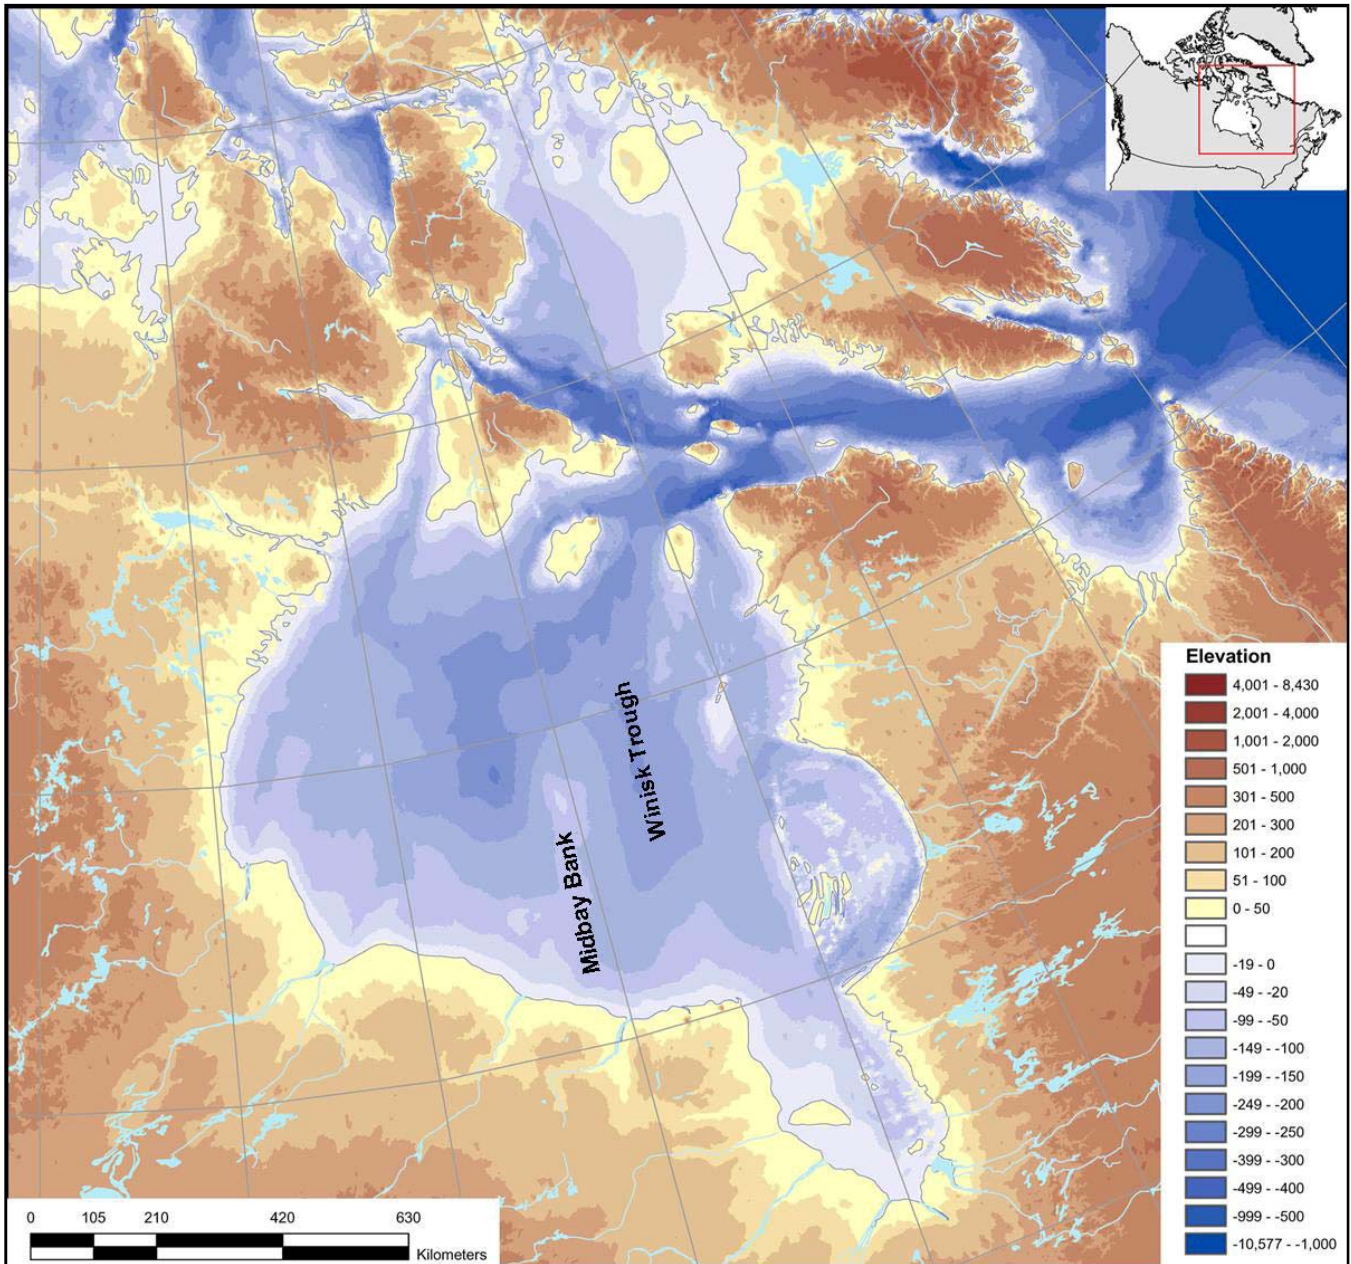 Winisk Trough
Midbay Bank
Elevation
4,001 - 8,430
2,001 - 4,000
1,001 - 2,000
501 - 1,000
301 - 500
201 - 300
101 - 200
51 - 100
0 - 50
-19 - 0
-49 - -20
-99 - -50
-149 - -100
-199 - -150
-249 - -200
-299 - -250
-399 - -300
-499 - -400
-999 - -500
-10,577 - -1,000
0 105 210 420 630
Kilometers